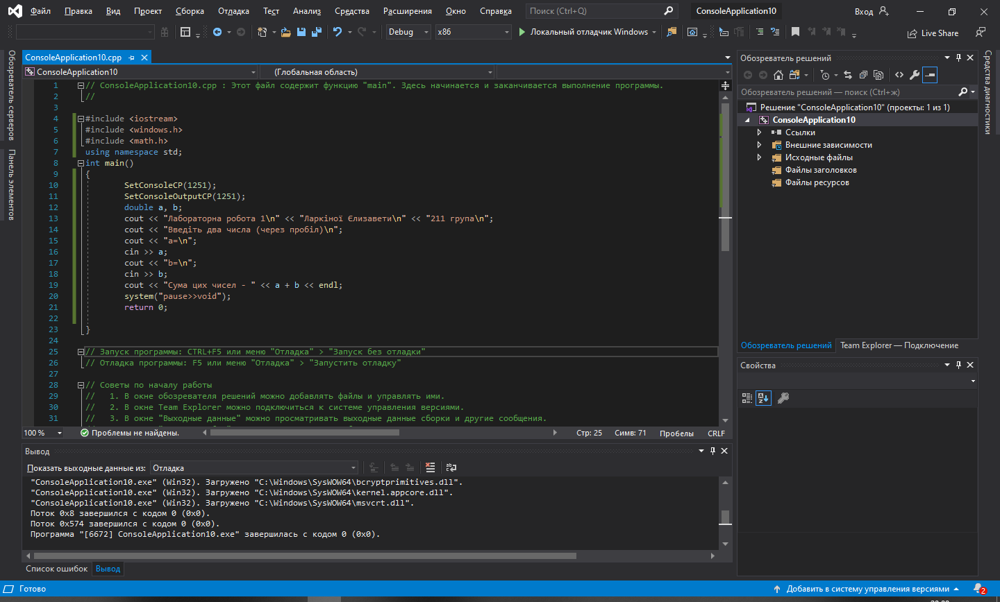 Файл Правка Вид Проект Сборка Отладка Тест Анализ Средства Расширения Окно Справка Поиск (Ctrl+Q) ConsoleApplication10 Вход
Debug x86 Локальный отладчик Windows Live Share
Обозреватель серверов
Панель элементов
ConsoleApplication10.cpp
ConsoleApplication10 (Глобальная область)
1 // ConsoleApplication10.cpp : Этот файл содержит функцию "main". Здесь начинается и заканчивается выполнение программы.
2 //
3
4 #include <iostream>
5 #include <windows.h>
6 #include <math.h>
7 using namespace std;
8 int main()
9 {
10 SetConsoleCP(1251);
11 SetConsoleOutputCP(1251);
12 double a, b;
13 cout << "Лабораторна робота 1\n" << "Ларкіної Єлизавети\n" << "211 група\n";
14 cout << "Введіть два числа (через пробіл)\n";
15 cout << "a=\n";
16 cin >> a;
17 cout << "b=\n";
18 cin >> b;
19 cout << "Сума цих чисел - " << a + b << endl;
20 system("pause>>void");
21 return 0;
22
23 }
24
25 // Запуск программы: CTRL+F5 или меню "Отладка" > "Запуск без отладки"
26 // Отладка программы: F5 или меню "Отладка" > "Запустить отладку"
27
28 // Советы по началу работы
29 // 1. В окне обозревателя решений можно добавлять файлы и управлять ими.
30 // 2. В окне Team Explorer можно подключиться к системе управления версиями.
31 // 3. В окне "Выходные данные" можно просматривать выходные данные сборки и другие сообщения.
100 % Проблемы не найдены. Стр: 25 Симв: 71 Пробелы CRLF
Вывод
Показать выходные данные из: Отладка
"ConsoleApplication10.exe" (Win32). Загружено "C:\Windows\SysWOW64\bcryptprimitives.dll".
"ConsoleApplication10.exe" (Win32). Загружено "C:\Windows\SysWOW64\kernel.appcore.dll".
"ConsoleApplication10.exe" (Win32). Загружено "C:\Windows\SysWOW64\msvcrt.dll".
Поток 0x8 завершился с кодом 0 (0x0).
Поток 0x574 завершился с кодом 0 (0x0).
Программа "[6672] ConsoleApplication10.exe" завершилась с кодом 0 (0x0).
Список ошибок Вывод
Обозреватель решений
Обозреватель решений — поиск (Ctrl+ж)
Решение "ConsoleApplication10" (проекты: 1 из 1)
ConsoleApplication10
Ссылки
Внешние зависимости
Исходные файлы
Файлы заголовков
Файлы ресурсов
Обозреватель решений Team Explorer — Подключение
Свойства
Средства диагностики
Готово Добавить в систему управления версиями 2